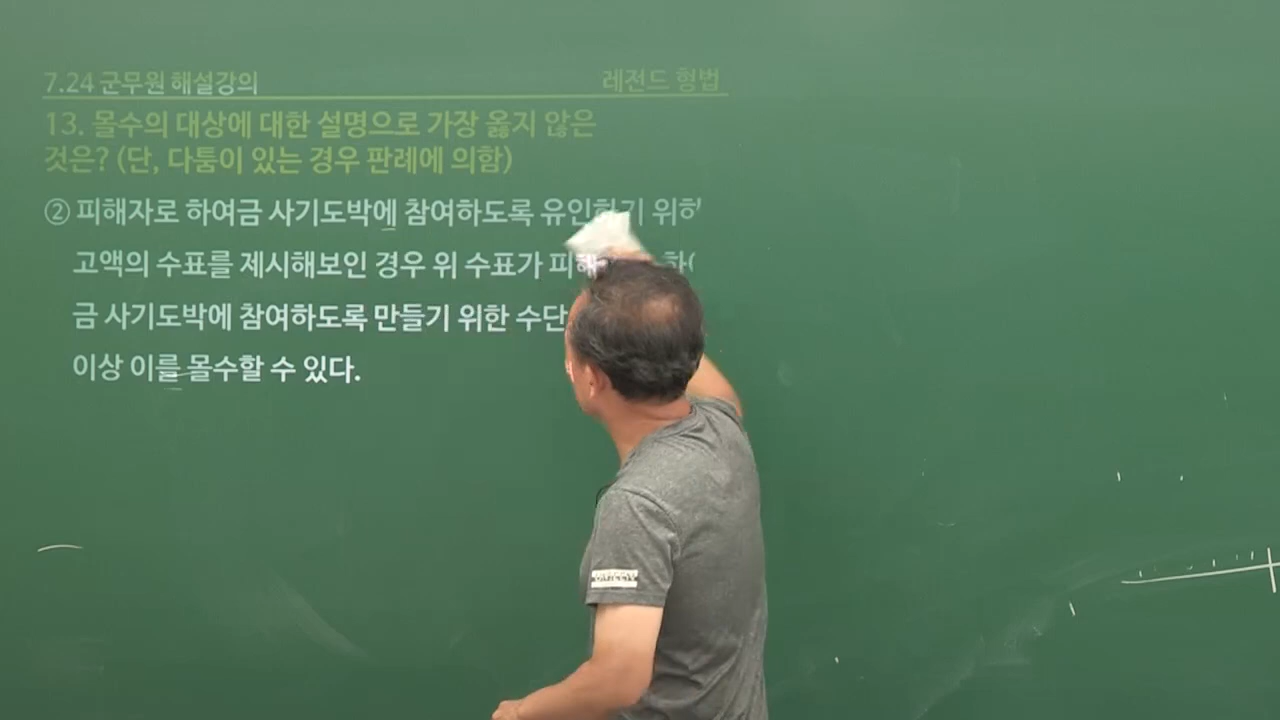 7.24 군무원 해설강의 레전드 형법
13. 몰수의 대상에 대한 설명으로 가장 옳지 않은
것은? (단, 다툼이 있는 경우 판례에 의함)
② 피해자로 하여금 사기도박에 참여하도록 유인하기
고액의 수표를 제시해보인 경우 위 수표가
금 사기도박에 참여하도록 만들기 위한 수단
이상 이를 몰수할 수 있다.